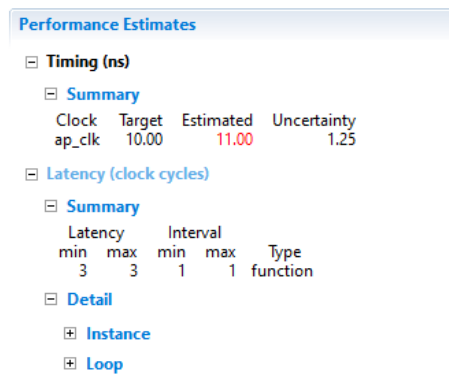 Performance Estimates
Timing (ns)
Summary
Clock Target Estimated Uncertainty
ap_clk 10.00 11.00 1.25
Latency (clock cycles)
Summary
Latency Interval
min max min max Type
3 3 1 1 function
Detail
Instance
Loop